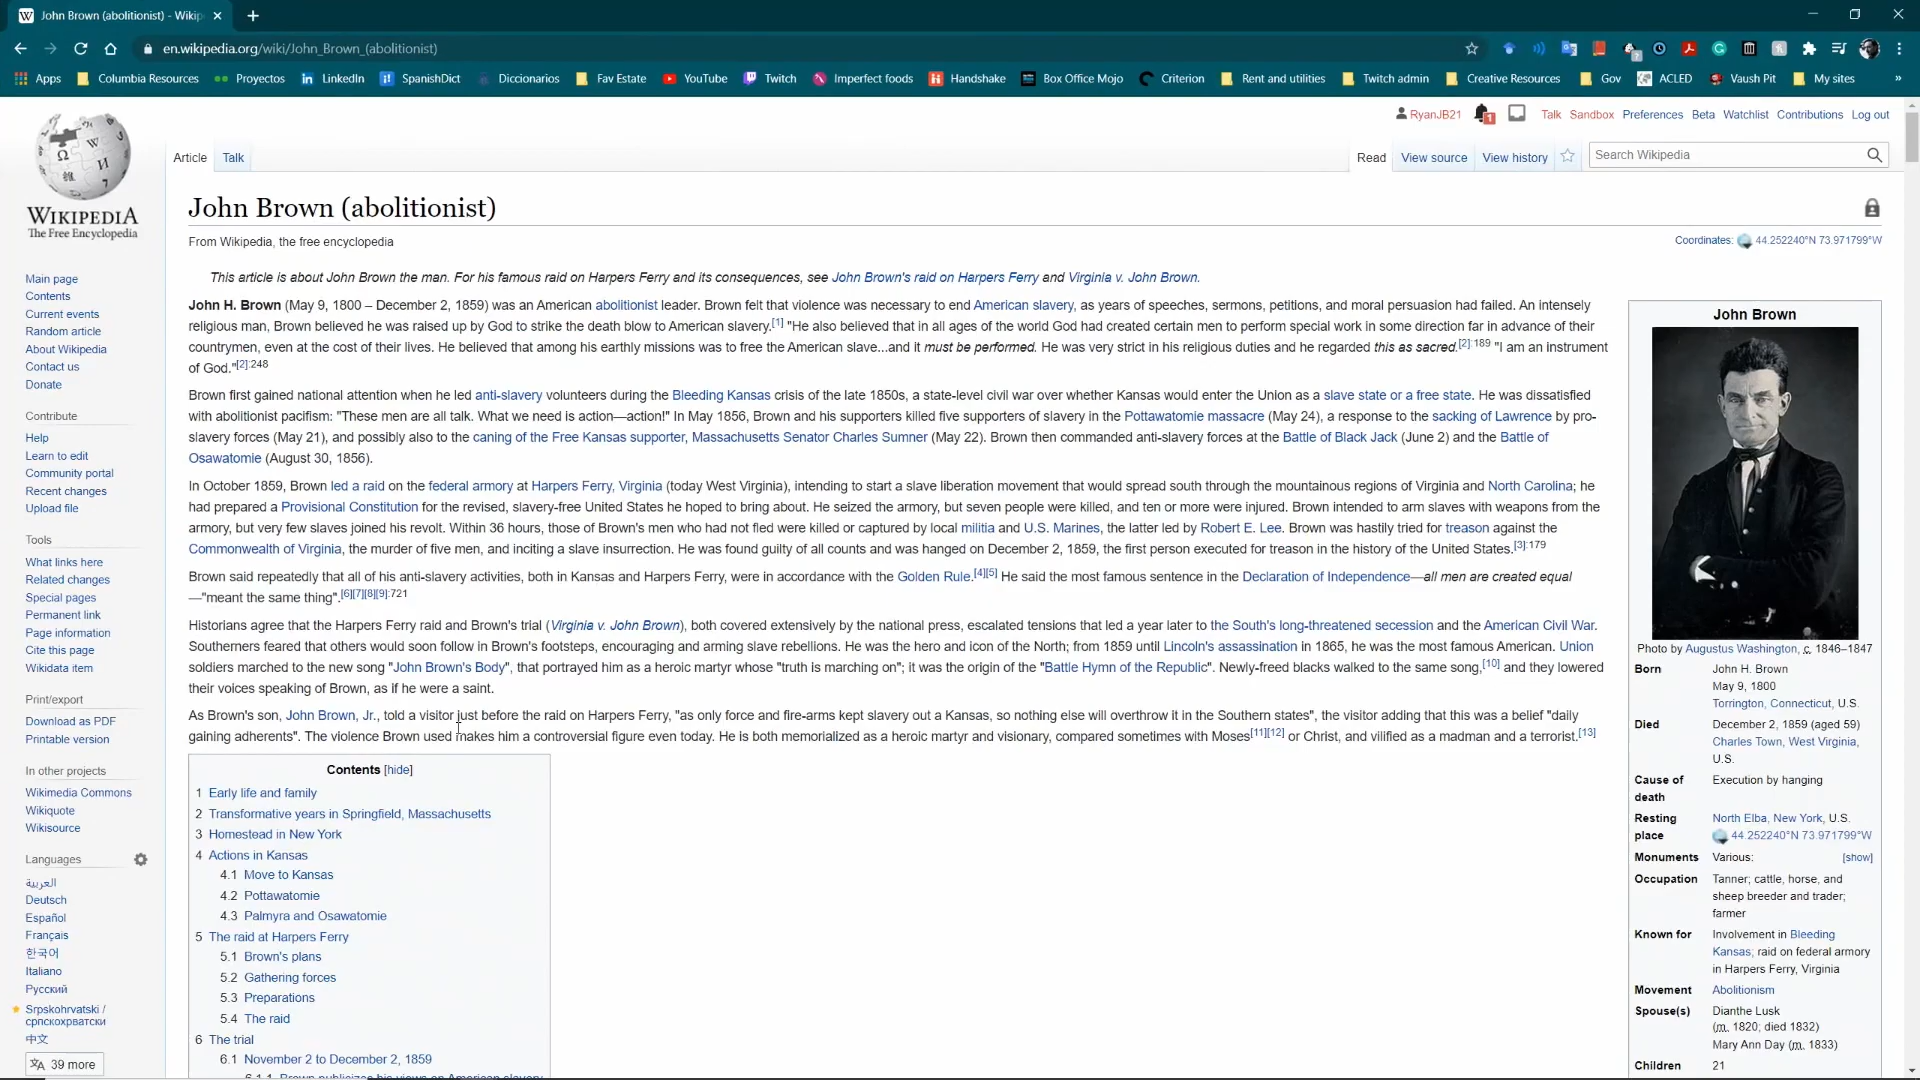 John Brown (abolitionist) - Wikip
en.wikipedia.org/wiki/John_Brown_(abolitionist)
Apps
Columbia Resources
Proyectos
LinkedIn
SpanishDict
Diccionarios
Fav Estate
YouTube
Twitch
Imperfect foods
Handshake
Box Office Mojo
Criterion
Rent and utilities
Twitch admin
Creative Resources
Gov
ACLED
Vaush Pit
My sites
»
RyanJB21
1
Talk
Sandbox
Preferences
Beta
Watchlist
Contributions
Log out
WIKIPEDIA
The Free Encyclopedia
Article
Talk
Read
View source
View history
Search Wikipedia
Main page
Contents
Current events
Random article
About Wikipedia
Contact us
Donate
Contribute
Help
Learn to edit
Community portal
Recent changes
Upload file
Tools
What links here
Related changes
Special pages
Permanent link
Page information
Cite this page
Wikidata item
Print/export
Download as PDF
Printable version
In other projects
Wikimedia Commons
Wikiquote
Wikisource
Languages
العربية
Deutsch
Español
Français
한국어
Italiano
Русский
Srpskohrvatski /
српскохрватски
中文
39 more
John Brown (abolitionist)
From Wikipedia, the free encyclopedia
Coordinates: 44.252240°N 73.971799°W
This article is about John Brown the man. For his famous raid on Harpers Ferry and its consequences, see John Brown's raid on Harpers Ferry and Virginia v. John Brown.
John H. Brown (May 9, 1800 – December 2, 1859) was an American abolitionist leader. Brown felt that violence was necessary to end American slavery, as years of speeches, sermons, petitions, and moral persuasion had failed. An intensely
religious man, Brown believed he was raised up by God to strike the death blow to American slavery.[1] "He also believed that in all ages of the world God had created certain men to perform special work in some direction far in advance of their
countrymen, even at the cost of their lives. He believed that among his earthly missions was to free the American slave...and it must be performed. He was very strict in his religious duties and he regarded this as sacred.[2]:189 "I am an instrument
of God."[2]:248
Brown first gained national attention when he led anti-slavery volunteers during the Bleeding Kansas crisis of the late 1850s, a state-level civil war over whether Kansas would enter the Union as a slave state or a free state. He was dissatisfied
with abolitionist pacifism: "These men are all talk. What we need is action—action!" In May 1856, Brown and his supporters killed five supporters of slavery in the Pottawatomie massacre (May 24), a response to the sacking of Lawrence by pro-
slavery forces (May 21), and possibly also to the caning of the Free Kansas supporter, Massachusetts Senator Charles Sumner (May 22). Brown then commanded anti-slavery forces at the Battle of Black Jack (June 2) and the Battle of
Osawatomie (August 30, 1856).
In October 1859, Brown led a raid on the federal armory at Harpers Ferry, Virginia (today West Virginia), intending to start a slave liberation movement that would spread south through the mountainous regions of Virginia and North Carolina; he
had prepared a Provisional Constitution for the revised, slavery-free United States he hoped to bring about. He seized the armory, but seven people were killed, and ten or more were injured. Brown intended to arm slaves with weapons from the
armory, but very few slaves joined his revolt. Within 36 hours, those of Brown's men who had not fled were killed or captured by local militia and U.S. Marines, the latter led by Robert E. Lee. Brown was hastily tried for treason against the
Commonwealth of Virginia, the murder of five men, and inciting a slave insurrection. He was found guilty of all counts and was hanged on December 2, 1859, the first person executed for treason in the history of the United States.[3]:179
Brown said repeatedly that all of his anti-slavery activities, both in Kansas and Harpers Ferry, were in accordance with the Golden Rule.[4][5] He said the most famous sentence in the Declaration of Independence—all men are created equal
—"meant the same thing".[6][7][8][9]:721
Historians agree that the Harpers Ferry raid and Brown's trial (Virginia v. John Brown), both covered extensively by the national press, escalated tensions that led a year later to the South's long-threatened secession and the American Civil War.
Southerners feared that others would soon follow in Brown's footsteps, encouraging and arming slave rebellions. He was the hero and icon of the North; from 1859 until Lincoln's assassination in 1865, he was the most famous American. Union
soldiers marched to the new song "John Brown's Body", that portrayed him as a heroic martyr whose "truth is marching on"; it was the origin of the "Battle Hymn of the Republic". Newly-freed blacks walked to the same song,[10] and they lowered
their voices speaking of Brown, as if he were a saint.
As Brown's son, John Brown, Jr., told a visitor just before the raid on Harpers Ferry, "as only force and fire-arms kept slavery out a Kansas, so nothing else will overthrow it in the Southern states", the visitor adding that this was a belief "daily
gaining adherents". The violence Brown used makes him a controversial figure even today. He is both memorialized as a heroic martyr and visionary, compared sometimes with Moses[11][12] or Christ, and vilified as a madman and a terrorist.[13]
Contents [hide]
1 Early life and family
2 Transformative years in Springfield, Massachusetts
3 Homestead in New York
4 Actions in Kansas
4.1 Move to Kansas
4.2 Pottawatomie
4.3 Palmyra and Osawatomie
5 The raid at Harpers Ferry
5.1 Brown's plans
5.2 Gathering forces
5.3 Preparations
5.4 The raid
6 The trial
6.1 November 2 to December 2, 1859
6.1.1 Brown publicizes his views on American slavery
John Brown
Photo by Augustus Washington, c. 1846–1847
Born John H. Brown
May 9, 1800
Torrington, Connecticut, U.S.
Died December 2, 1859 (aged 59)
Charles Town, West Virginia,
U.S.
Cause of death Execution by hanging
Resting place North Elba, New York, U.S.
44.252240°N 73.971799°W
Monuments Various: [show]
Occupation Tanner; cattle, horse, and
sheep breeder and trader;
farmer
Known for Involvement in Bleeding
Kansas; raid on federal armory
in Harpers Ferry, Virginia
Movement Abolitionism
Spouse(s) Dianthe Lusk
(m. 1820; died 1832)
Mary Ann Day (m. 1833)
Children 21